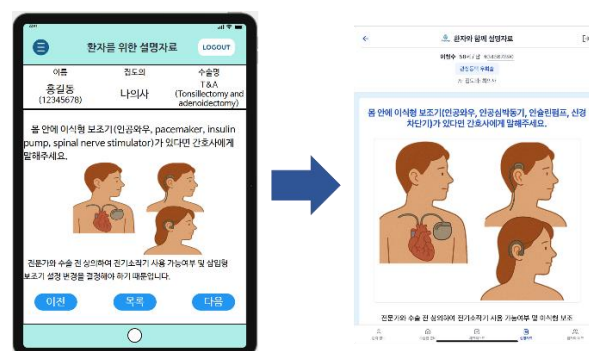 환자를 위한 설명자료
LOGOUT
이름
집도의
수술명
홍길동
(12345678)
나의사
T&A
(Tonsillectomy and
adenoidectomy)
몸 안에 이식형 보조기(인공와우, pacemaker, insulin
pump, spinal nerve stimulator)가 있다면 간호사에게
말해주세요.
전문가와 수술 전 상의하여 전기소작기 사용 가능여부 및 삽입형
보조기 설정 변경을 결정해야 하기 때문입니다.
이전
목록
다음
환자와 함께 설명자료
몸 안에 이식형 보조기(인공와우, 인공심박동기, 인슐린펌프, 신경
차단기)가 있다면 간호사에게 말해주세요.
전문가와 수술 전 상의하여 전기소작기 사용 가능여부 및 이식형 보조